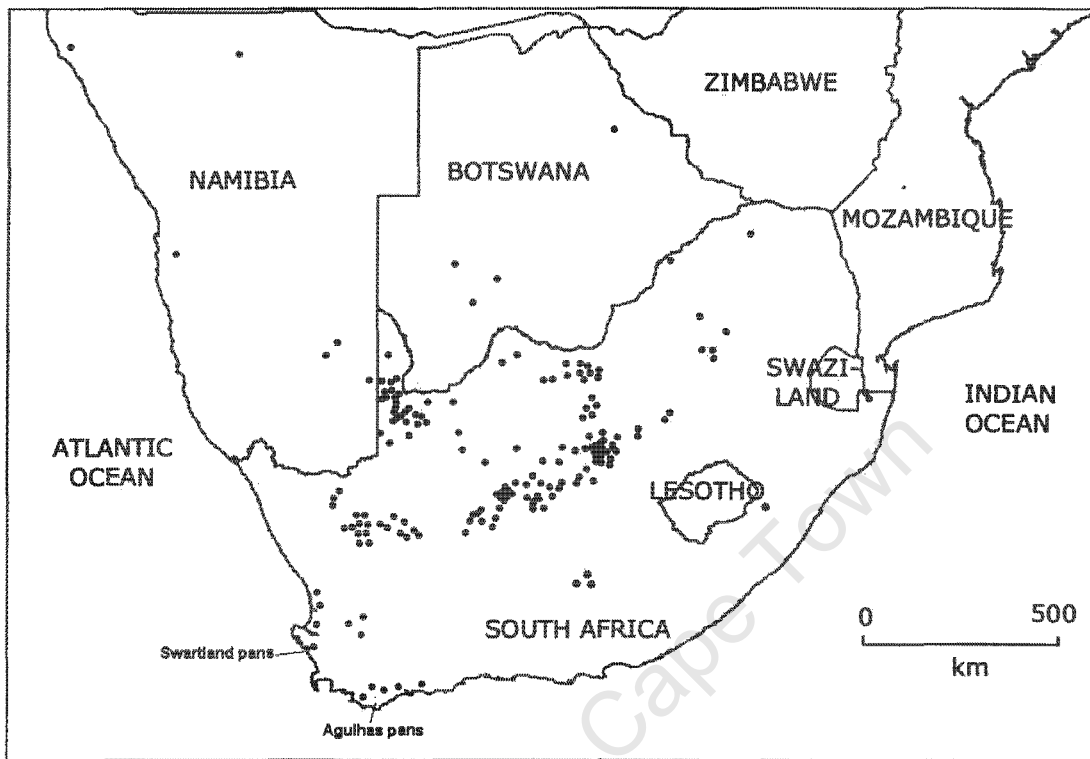 ZIMBABWE
NAMIBIA
BOTSWANA
MOZAMBIQUE
SWAZI-
LAND
INDIAN
OCEAN
ATLANTIC
OCEAN
LESOTHO
SOUTH AFRICA
0 500
km
Swartland pans
Agulhas pans
Cape Town